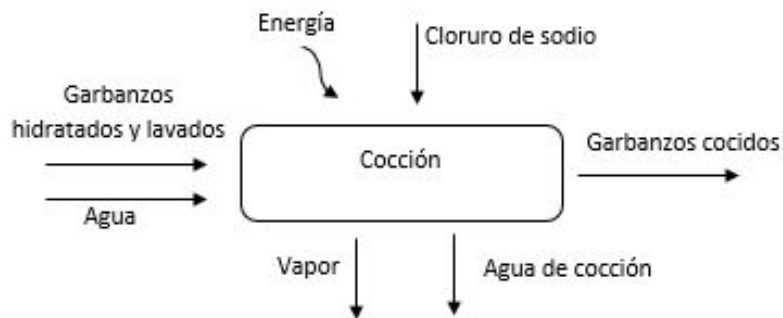 Energía
Cloruro de sodio
Garbanzos
hidratados y lavados
Agua
Cocción
Garbanzos cocidos
Vapor
Agua de cocción